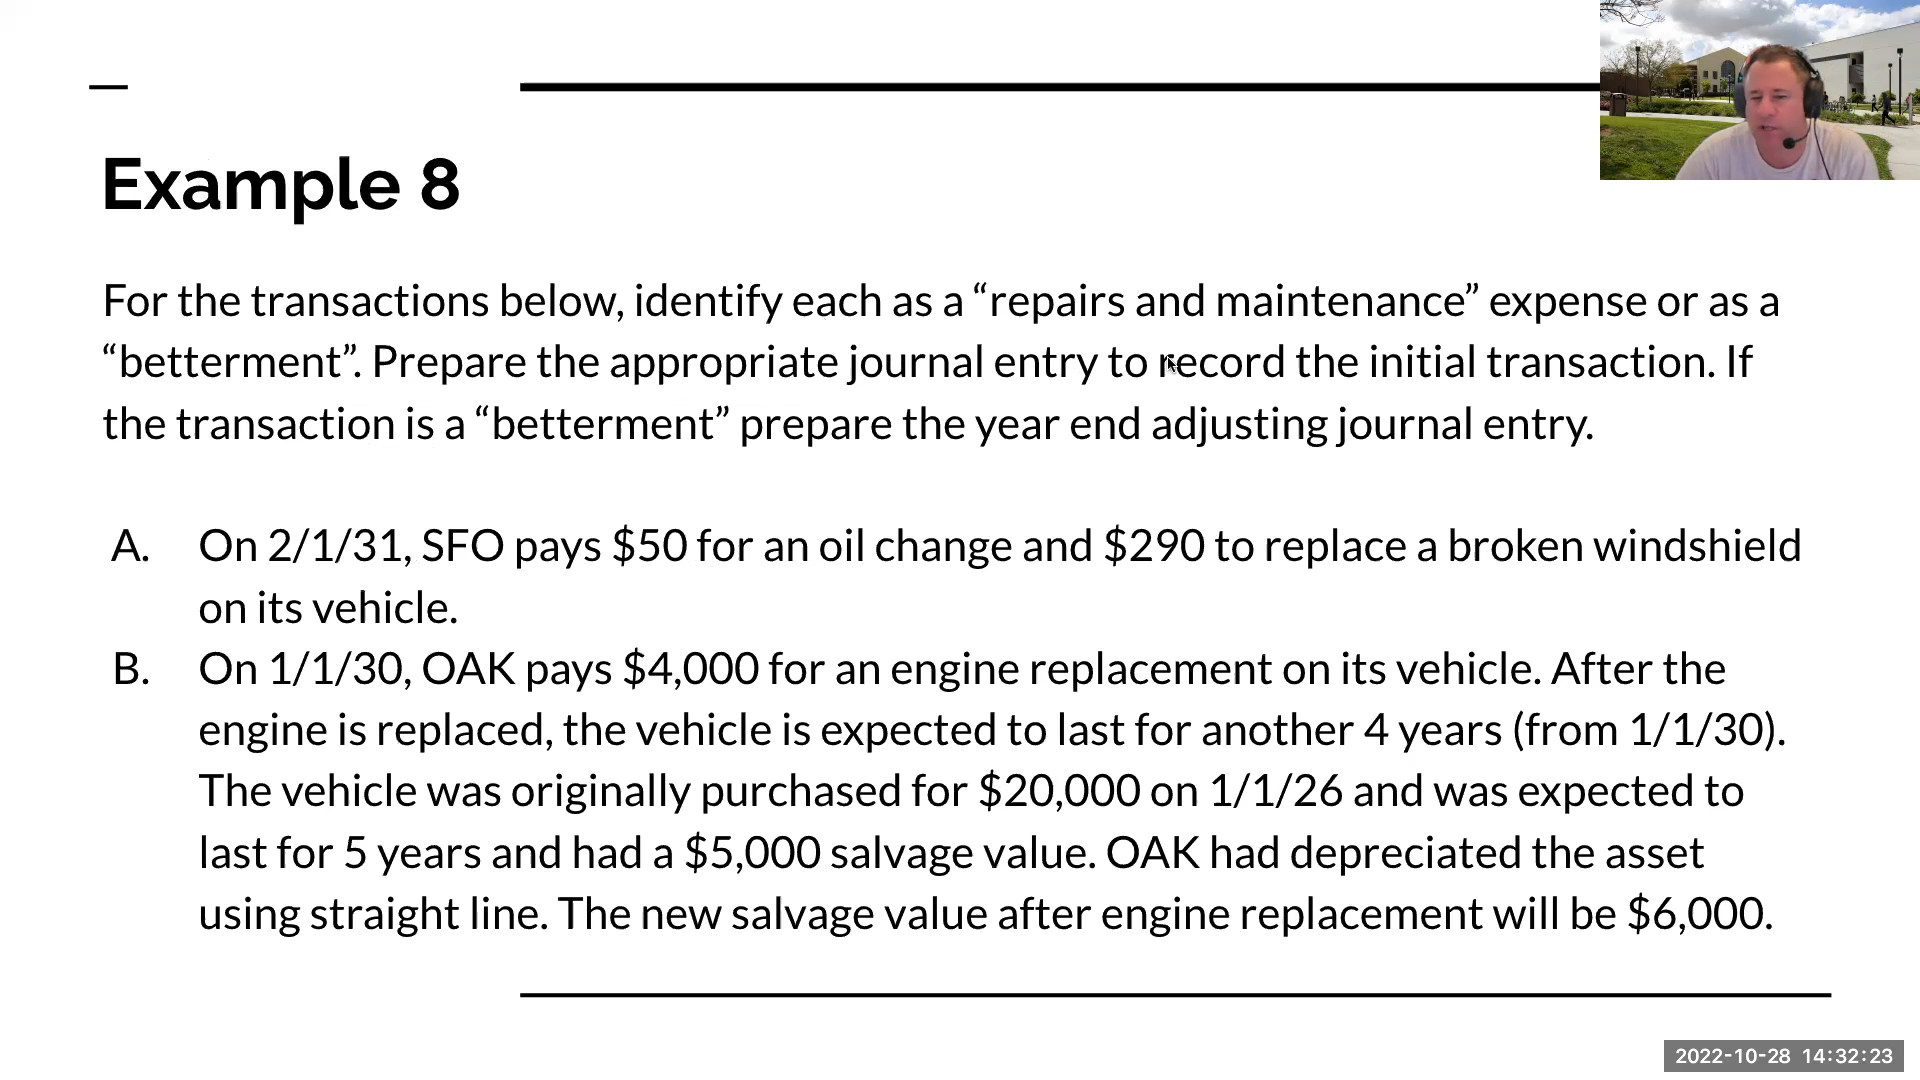 Example 8
For the transactions below, identify each as a “repairs and maintenance” expense or as a
“betterment”. Prepare the appropriate journal entry to record the initial transaction. If
the transaction is a “betterment” prepare the year end adjusting journal entry.
A. On 2/1/31, SFO pays $50 for an oil change and $290 to replace a broken windshield
on its vehicle.
B. On 1/1/30, OAK pays $4,000 for an engine replacement on its vehicle. After the
engine is replaced, the vehicle is expected to last for another 4 years (from 1/1/30).
The vehicle was originally purchased for $20,000 on 1/1/26 and was expected to
last for 5 years and had a $5,000 salvage value. OAK had depreciated the asset
using straight line. The new salvage value after engine replacement will be $6,000.
2022-10-28 14:32:23